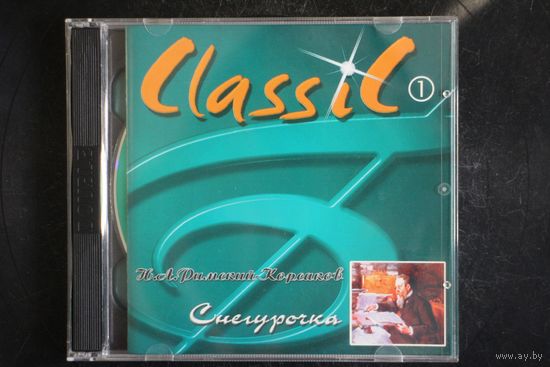 Classic 1
Н.А.Римский-Корсаков
Снегурочка
www.ay.by